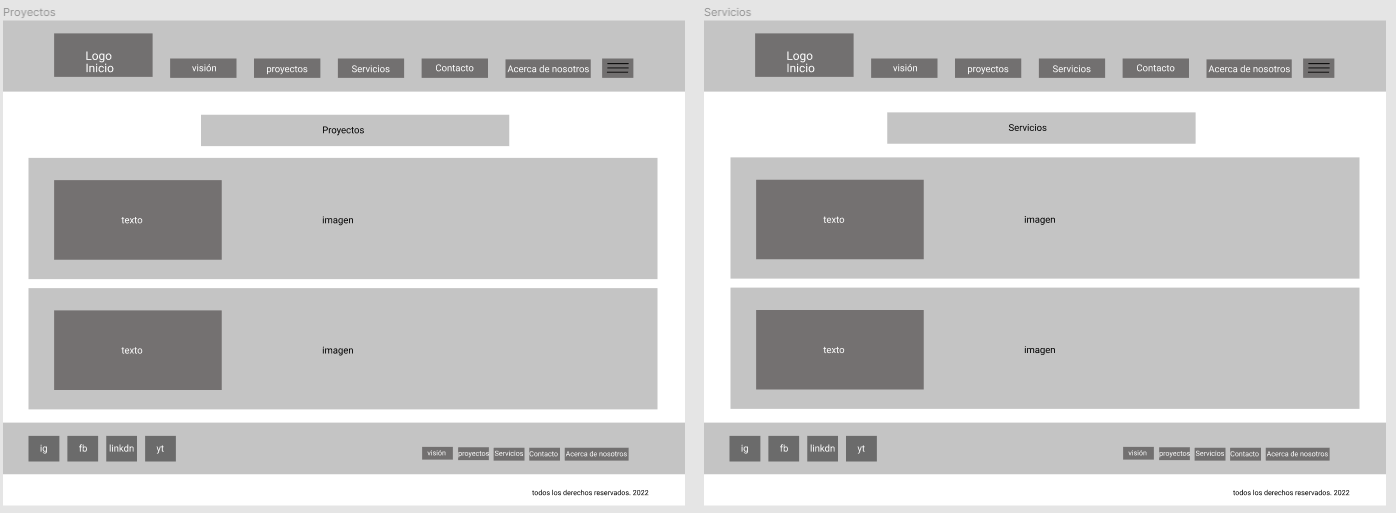 Proyectos
Logo
Inicio
visión
proyectos
Servicios
Contacto
Acerca de nosotros
Proyectos
texto
imagen
texto
imagen
ig
fb
linkdn
yt
visión
proyectos
Servicios
Contacto
Acerca de nosotros
todos los derechos reservados. 2022
Servicios
Logo
Inicio
visión
proyectos
Servicios
Contacto
Acerca de nosotros
Servicios
texto
imagen
texto
imagen
ig
fb
linkdn
yt
visión
proyectos
Servicios
Contacto
Acerca de nosotros
todos los derechos reservados. 2022